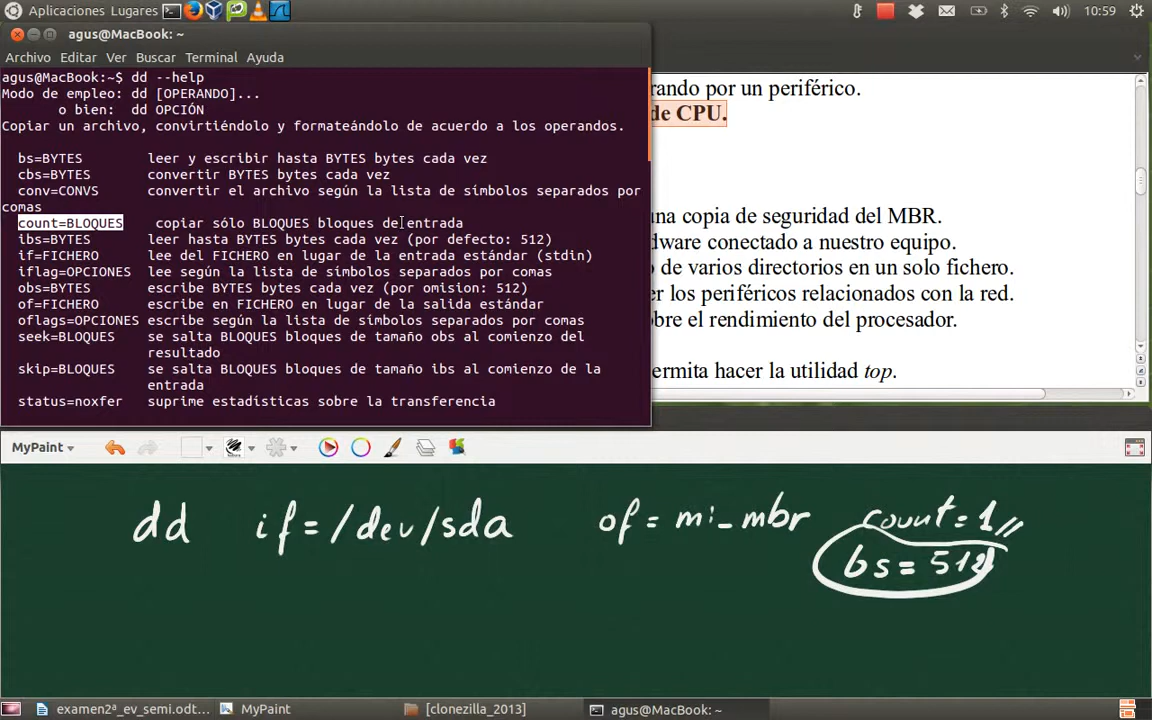 Aplicaciones Lugares
10:59
agus@MacBook: ~
Archivo Editar Ver Buscar Terminal Ayuda
agus@MacBook:~$ dd --help
Modo de empleo: dd [OPERANDO]...
o bien: dd OPCIÓN
Copiar un archivo, convirtiéndolo y formateándolo de acuerdo a los operandos.
bs=BYTES leer y escribir hasta BYTES bytes cada vez
cbs=BYTES convertir BYTES bytes cada vez
conv=CONVS convertir el archivo según la lista de símbolos separados por
comas
count=BLOQUES copiar sólo BLOQUES bloques de entrada
ibs=BYTES leer hasta BYTES bytes cada vez (por defecto: 512)
if=FICHERO lee del FICHERO en lugar de la entrada estándar (stdin)
iflag=OPCIONES lee según la lista de símbolos separados por comas
obs=BYTES escribe BYTES bytes cada vez (por omision: 512)
of=FICHERO escribe en FICHERO en lugar de la salida estándar
oflags=OPCIONES escribe según la lista de símbolos separados por comas
seek=BLOQUES se salta BLOQUES bloques de tamaño obs al comienzo del
resultado
skip=BLOQUES se salta BLOQUES bloques de tamaño ibs al comienzo de la
entrada
status=noxfer suprime estadisticas sobre la transferencia
rando por un periférico.
de CPU.
una copia de seguridad del MBR.
dware conectado a nuestro equipo.
o de varios directorios en un solo fichero.
er los periféricos relacionados con la red.
obre el rendimiento del procesador.
ermita hacer la utilidad top.
MyPaint
dd if=/dev/sda of=mi_mbr count=1//
bs=512
examen2ª_ev_semi.odt... MyPaint [clonezilla_2013] agus@MacBook: ~